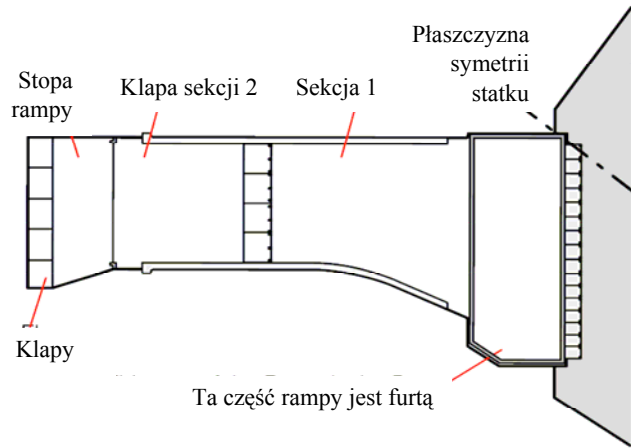 Płaszczyzna
symetrii
statku
Stopa
rampy
Klapa sekcji 2
Sekcja 1
Klapy
Ta część rampy jest furtą